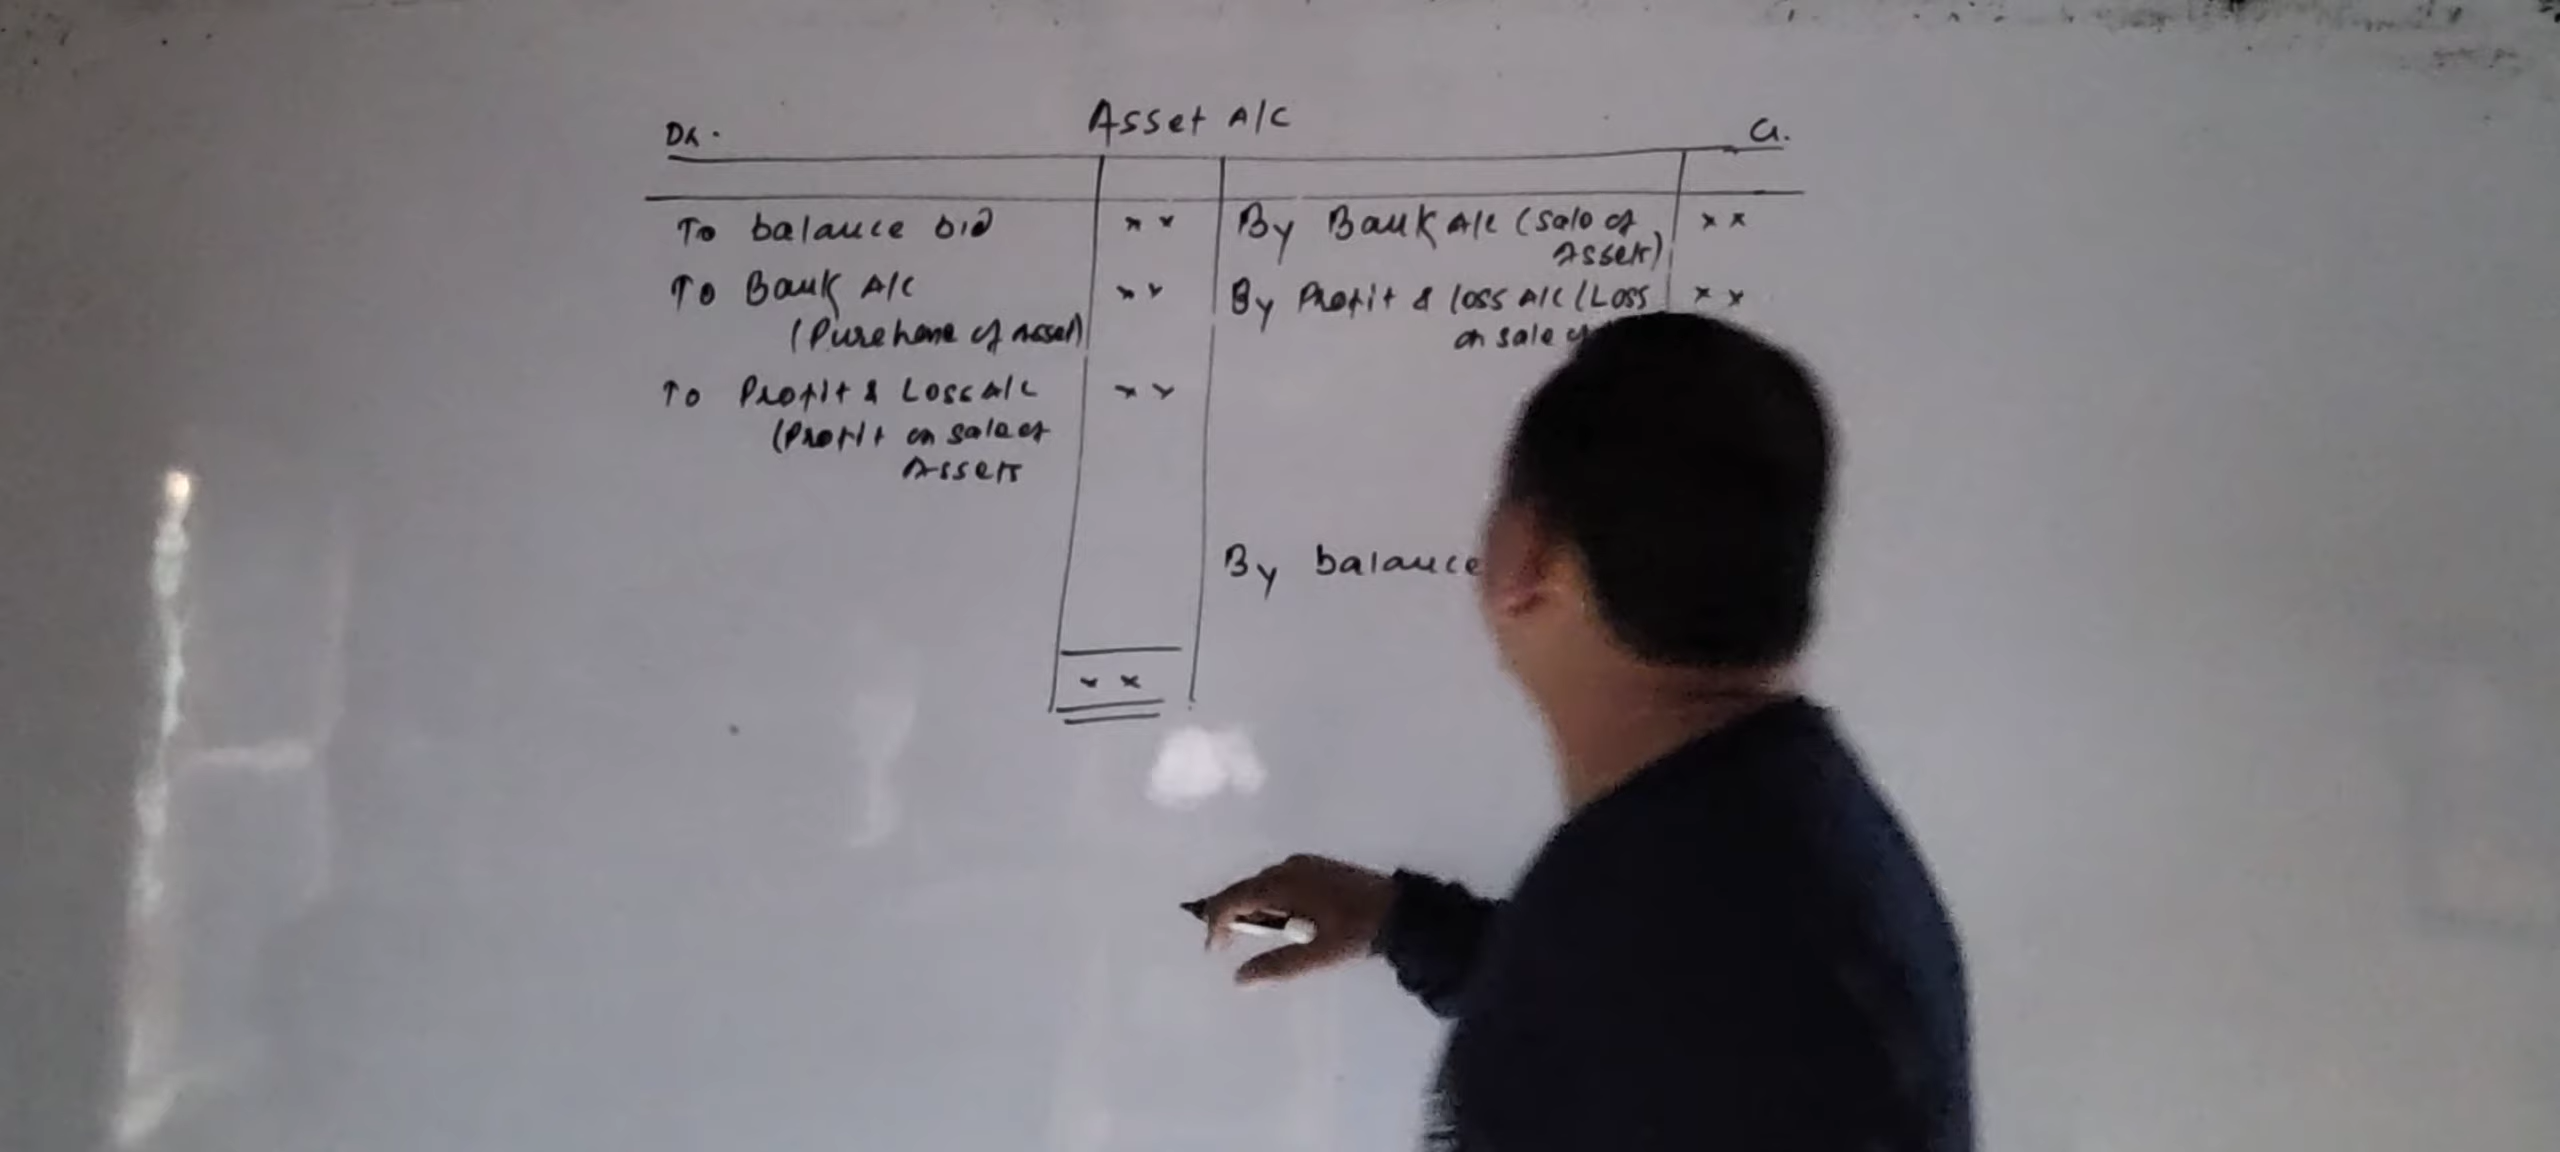 Asset A/C
Dr. Cr.
To balance b/d x x By Bank A/c (Sale of x x
Assets)
To Bank A/c x x By Profit & loss A/c (Loss x x
(Purchase of Asset) on sale of
To Profit & Loss A/c x x
(Profit on sale of
Assets
By balance
x x